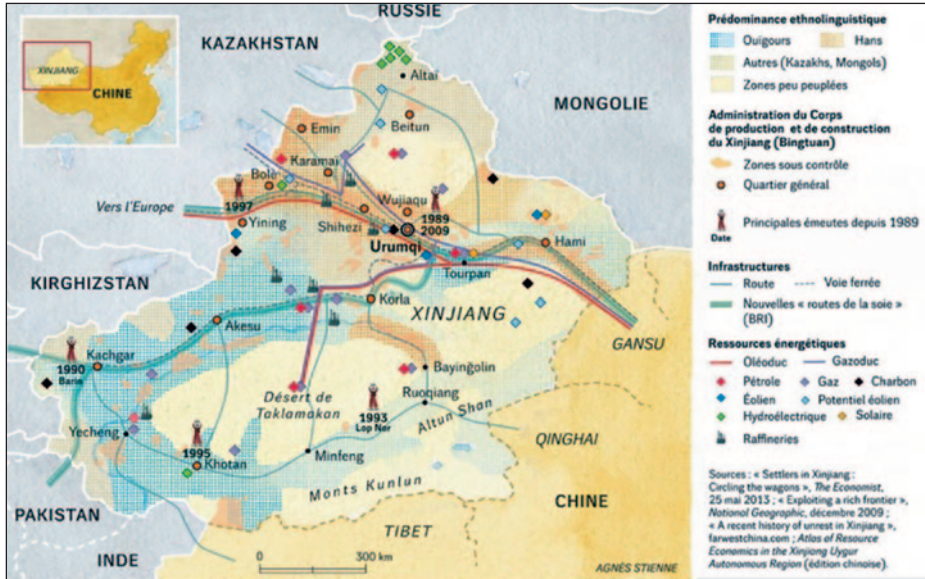 RUSSIE
KAZAKHSTAN
XINJIANG
CHINE
Altaï
MONGOLIE
Emin
Beitun
Karamai
Bole
Wujiaqu
1997
1989
2009
Vers l'Europe
Yining
Shihezi
Hami
Urumqi
Tourpan
KIRGHIZSTAN
Korla
XINJIANG
Akesu
GANSU
1990
Barin
Kachgar
Bayingolin
Désert de
Taklamakan
Ruoqiang
1993
Lop Nor
Altun Shan
Yecheng
1995
QINGHAI
Khotan
Minfeng
Monts Kunlun
CHINE
PAKISTAN
TIBET
INDE
0 300 km
AGNÈS STIENNE
Prédominance ethnolinguistique
Ouïgours Hans
Autres (Kazakhs, Mongols)
Zones peu peuplées
Administration du Corps
de production et de construction
du Xinjiang (Bingtuan)
Zones sous contrôle
Quartier général
Principales émeutes depuis 1989
Date
Infrastructures
Route Voie ferrée
Nouvelles « routes de la soie »
(BRI)
Ressources énergétiques
Oléoduc Gazoduc
Pétrole Gaz Charbon
Éolien Potentiel éolien
Hydroélectrique Solaire
Raffineries
Sources : « Settlers in Xinjiang :
Circling the wagons », The Economist,
25 mai 2013 ; « Exploiting a rich frontier »,
National Geographic, décembre 2009 ;
« A recent history of unrest in Xinjiang »,
farwestchina.com ; Atlas of Resource
Economics in the Xinjiang Uygur
Autonomous Region (édition chinoise).